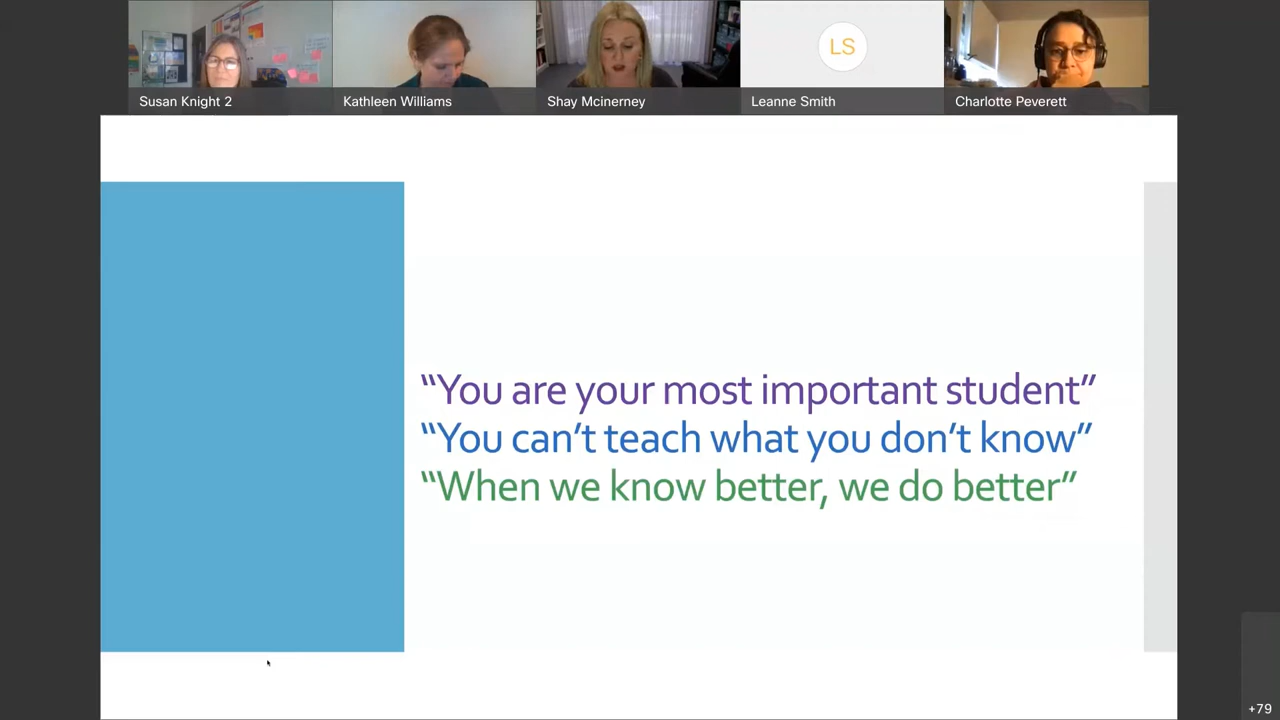 Susan Knight 2
Kathleen Williams
Shay Mcinerney
LS
Leanne Smith
Charlotte Peverett
“You are your most important student”
“You can’t teach what you don’t know”
“When we know better, we do better”
+79